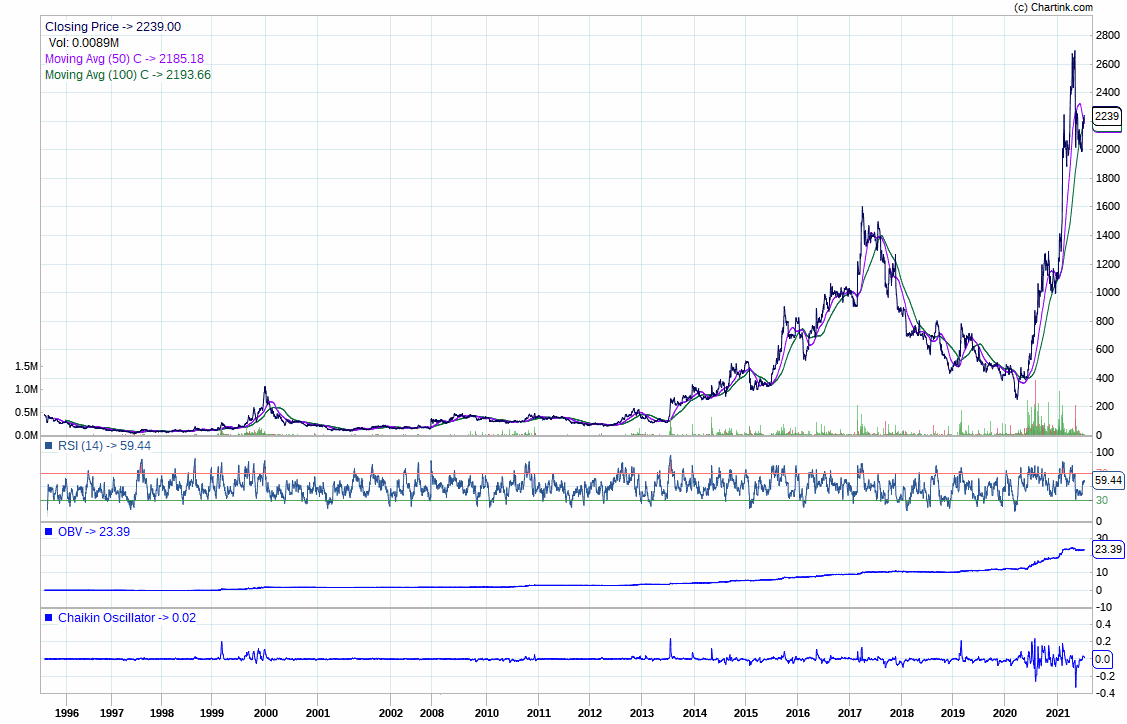 (c) Chartink.com
Closing Price -> 2239.00
Vol: 0.0089M
Moving Avg (50) C -> 2185.18
Moving Avg (100) C -> 2193.66
2800
2600
2400
2239
2000
1800
1600
1400
1200
1000
800
600
400
200
0
1.5M
1.0M
0.5M
0.0M
RSI (14) -> 59.44
100
70
59.44
30
0
OBV -> 23.39
30
23.39
10
0
-10
Chaikin Oscillator -> 0.02
0.4
0.2
0.0
-0.2
-0.4
1996 1997 1998 1999 2000 2001 2002 2008 2010 2011 2012 2013 2014 2015 2016 2017 2018 2019 2020 2021